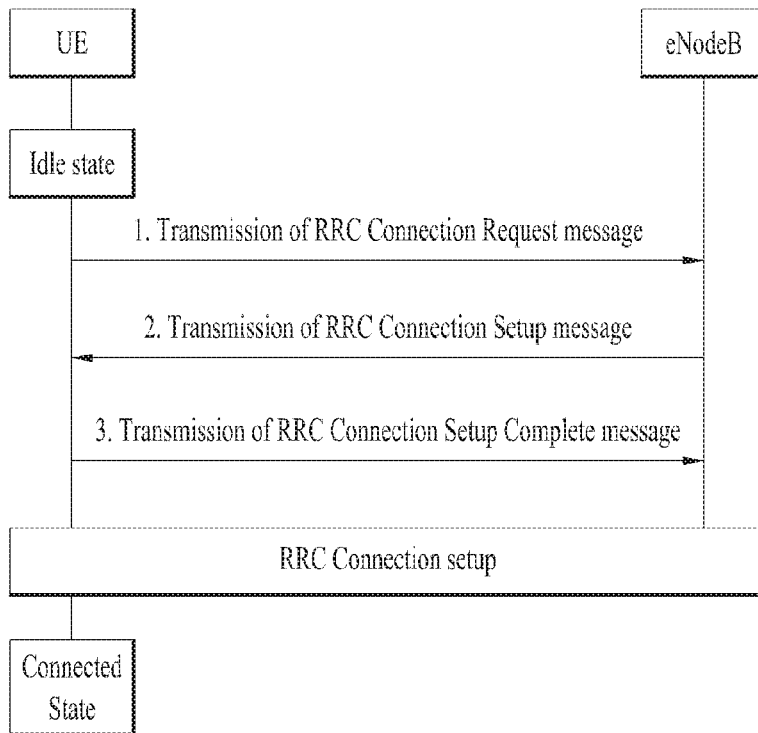 UE
eNodeB
Idle state
1. Transmission of RRC Connection Request message
2. Transmission of RRC Connection Setup message
3. Transmission of RRC Connection Setup Complete message
RRC Connection setup
Connected
State